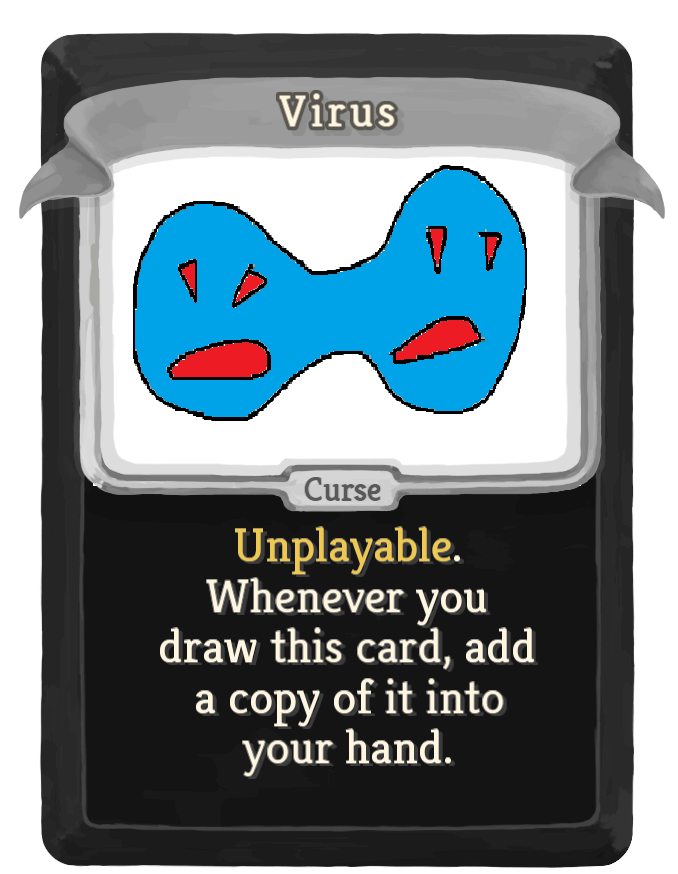 Virus
Curse
Unplayable.
Whenever you
draw this card, add
a copy of it into
your hand.